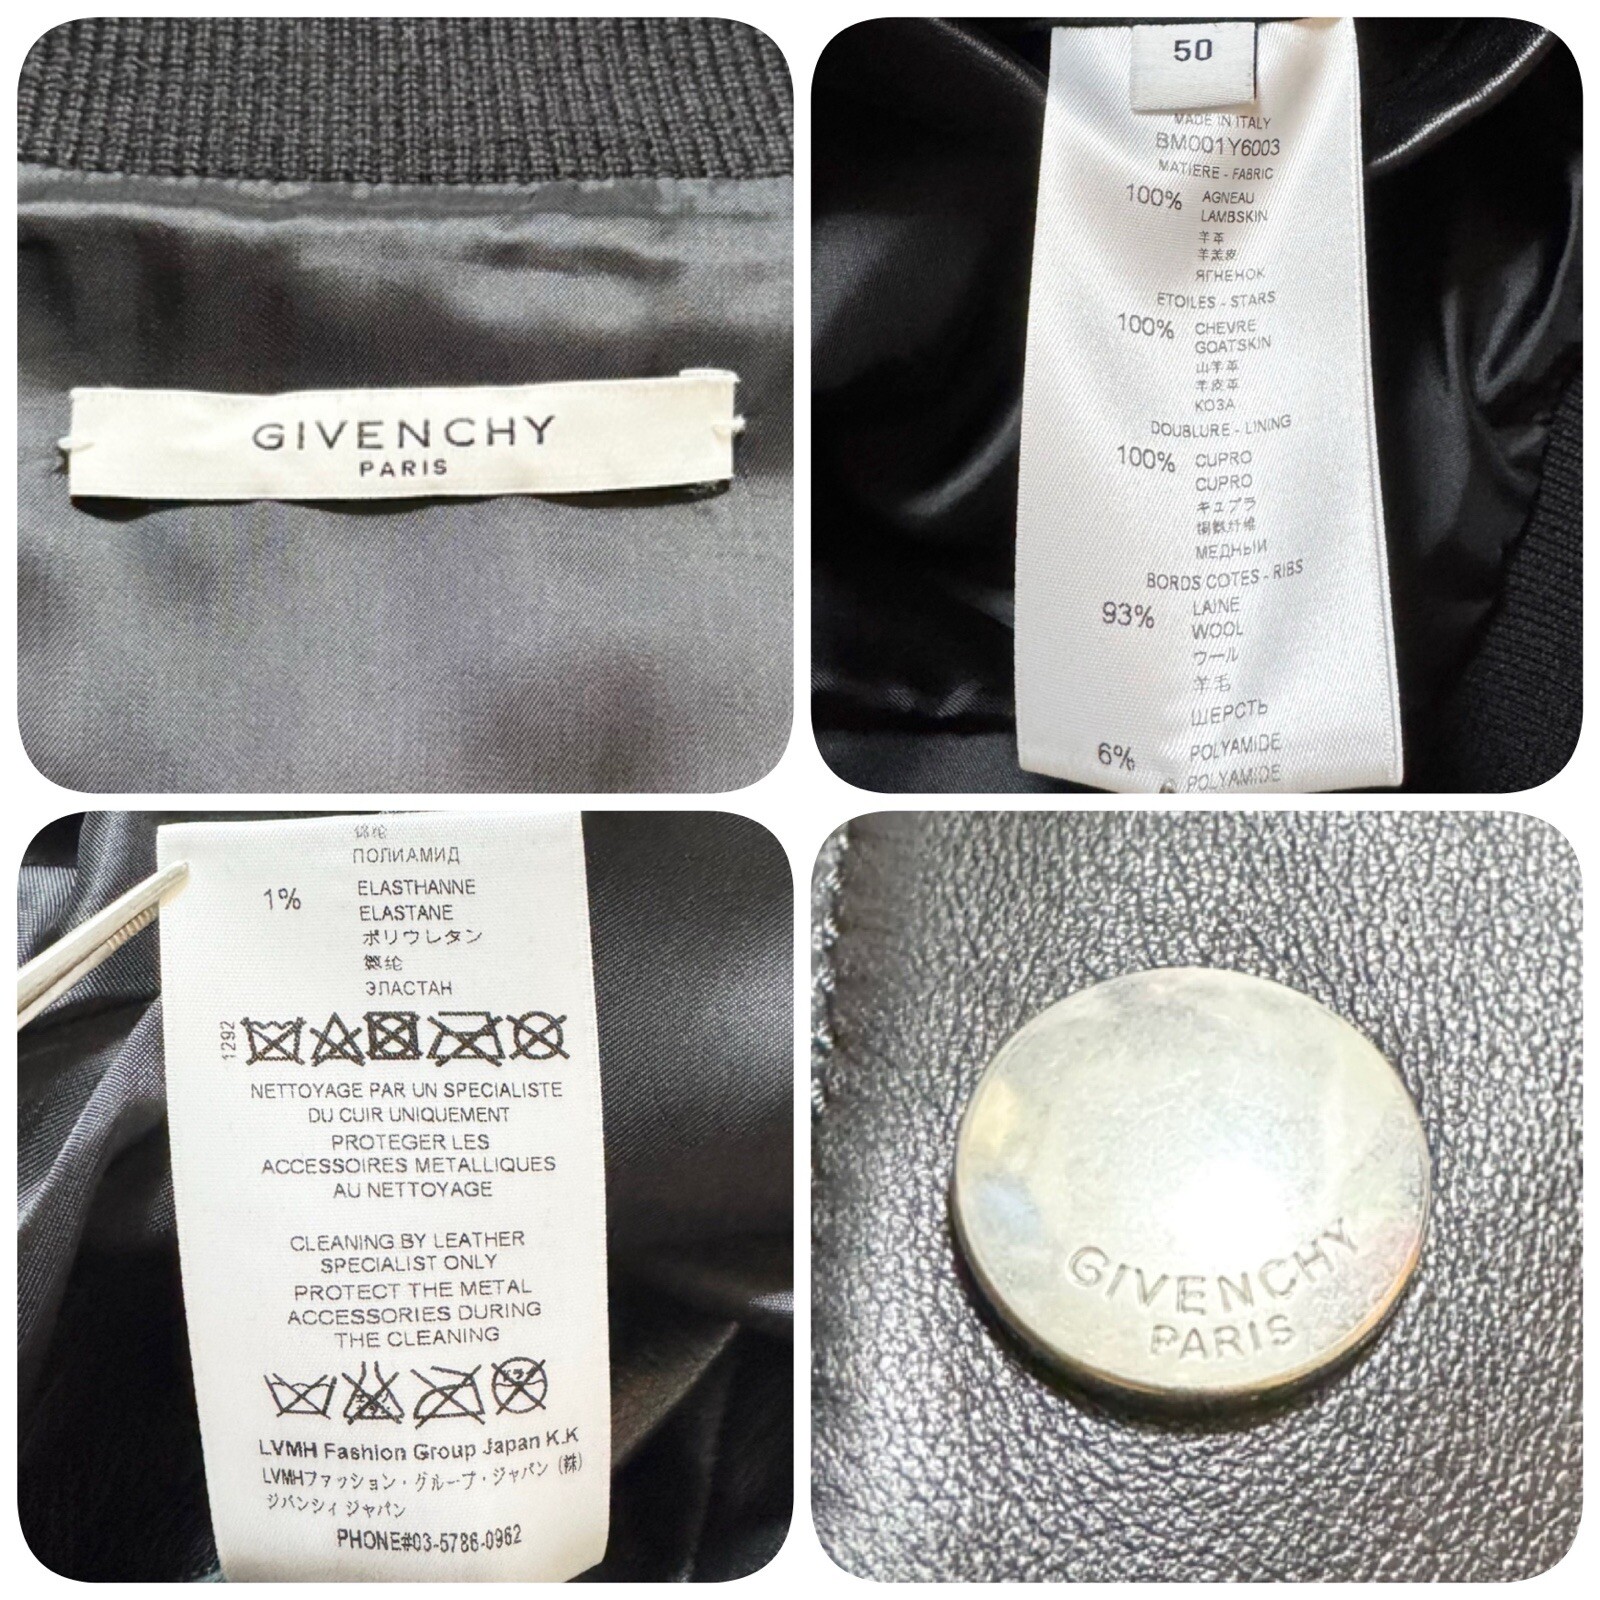 GIVENCHY
PARIS
50
MADE IN ITALY
BM001Y6003
MATIERE - FABRIC
100% AGNEAU
LAMBSKIN
羊革
羊羔皮
ЯГНЕНОК
ETOILES - STARS
100% CHEVRE
GOATSKIN
山羊革
羊皮革
КОЗА
DOUBLURE - LINING
100% CUPRO
CUPRO
キュプラ
МЕДНЫЙ
BORDS COTES - RIBS
93% LAINE
WOOL
ウール
羊毛
ШЕРСТЬ
6% POLYAMIDE
POLYAMIDE
ПОЛИАМИД
1% ELASTHANNE
ELASTANE
ポリウレタン
ЭЛАСТАН
1292
NETTOYAGE PAR UN SPECIALISTE
DU CUIR UNIQUEMENT
PROTEGER LES
ACCESSOIRES METALLIQUES
AU NETTOYAGE
CLEANING BY LEATHER
SPECIALIST ONLY
PROTECT THE METAL
ACCESSORIES DURING
THE CLEANING
LVMH Fashion Group Japan K.K
LVMHファッション・グループ・ジャパン (株)
ジバンシィ ジャパン
PHONE#03-5786-0962
GIVENCHY
PARIS